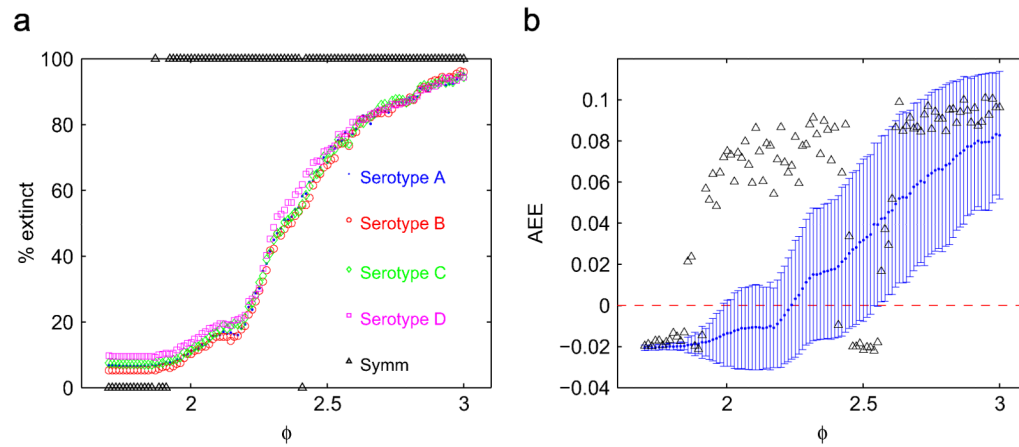 a
b
100
80
60
40
20
0
% extinct
Serotype A
Serotype B
Serotype C
Serotype D
Symm
2
2.5
3
ϕ
0.1
0.08
0.06
0.04
0.02
0
−0.02
−0.04
AEE
2
2.5
3
ϕ